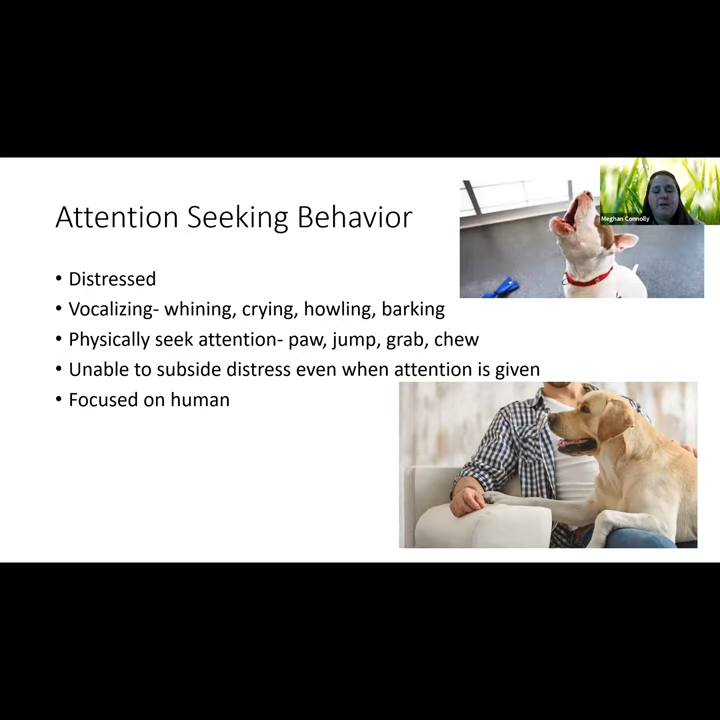 Attention Seeking Behavior
Meghan Connolly
• Distressed
• Vocalizing- whining, crying, howling, barking
• Physically seek attention- paw, jump, grab, chew
• Unable to subside distress even when attention is given
• Focused on human